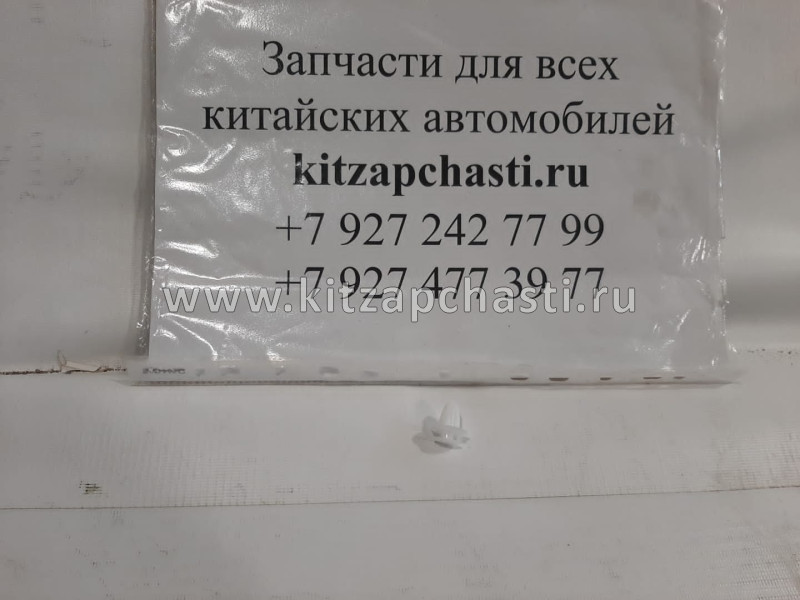 Запчасти для всех
китайских автомобилей
kitzapchasti.ru
+7 927 242 77 99
+7 927 477 39 77
www.kitzapchasti.ru